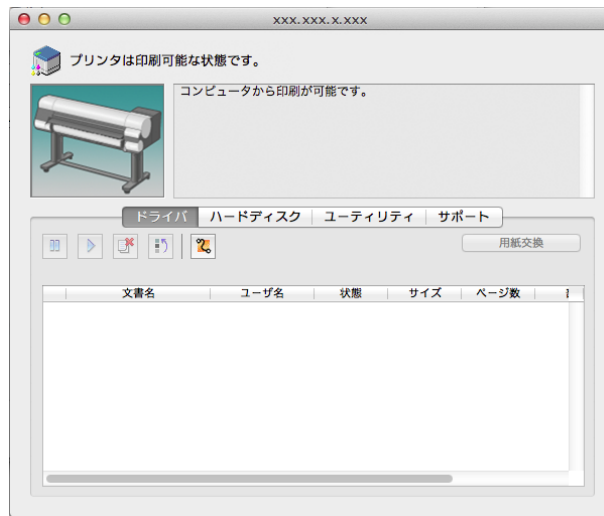 xxx.xxx.x.xxx
プリンタは印刷可能な状態です。
コンピュータから印刷が可能です。
ドライバ ハードディスク ユーティリティ サポート
用紙交換
文書名 ユーザ名 状態 サイズ ページ数